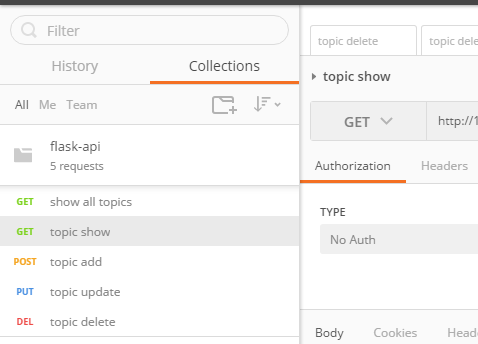 Filter
History Collections
All Me Team
flask-api
5 requests
GET show all topics
GET topic show
POST topic add
PUT topic update
DEL topic delete
topic delete topic dele
topic show
GET http://1
Authorization Headers
TYPE
No Auth
Body Cookies Head